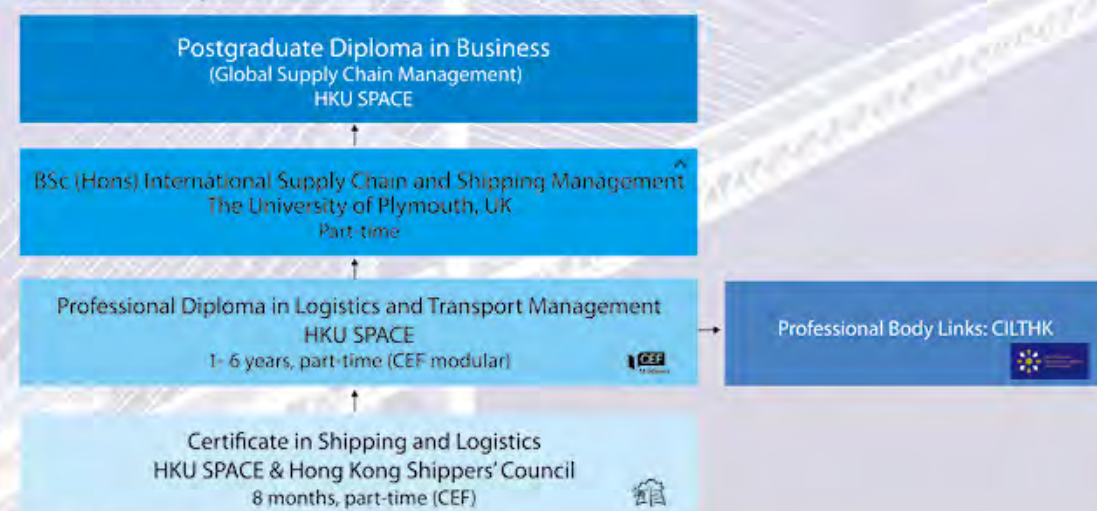 Postgraduate Diploma in Business
(Global Supply Chain Management)
HKU SPACE
^
BSc (Hons) International Supply Chain and Shipping Management
The University of Plymouth, UK
Part-time
Professional Diploma in Logistics and Transport Management
HKU SPACE
1- 6 years, part-time (CEF modular)
CEF
Professional Body Links: CILTHK
Certificate in Shipping and Logistics
HKU SPACE & Hong Kong Shippers' Council
8 months, part-time (CEF)